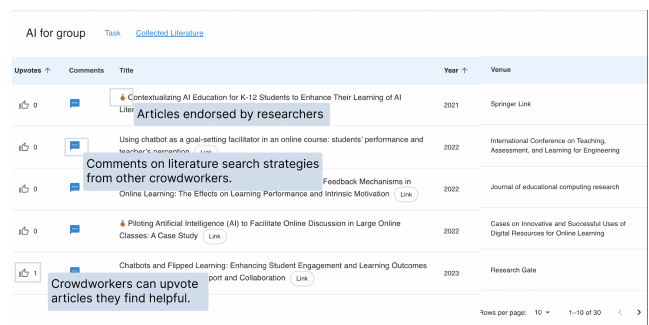 AI for group Task Collected Literature
Upvotes ↑ Comments Title Year ↑ Venue
0 Contextualizing AI Education for K-12 Students to Enhance Their Learning of AI 2021 Springer Link
Articles endorsed by researchers
0 Using chatbot as a goal-setting facilitator in an online course: students' performance and 2022 International Conference on Teaching,
teacher's perception Link Assessment, and Learning for Engineering
Comments on literature search strategies
from other crowdworkers.
0 Feedback Mechanisms in 2022 Journal of educational computing research
Online Learning: The Effects on Learning Performance and Intrinsic Motivation Link
0 Piloting Artificial Intelligence (AI) to Facilitate Online Discussion in Large Online 2022 Cases on Innovative and Successful Uses of
Classes: A Case Study Link Digital Resources for Online Learning
1 Chatbots and Flipped Learning: Enhancing Student Engagement and Learning Outcomes 2023 Research Gate
and Collaboration Link
Crowdworkers can upvote
articles they find helpful.
Rows per page: 10 1–10 of 30 < >